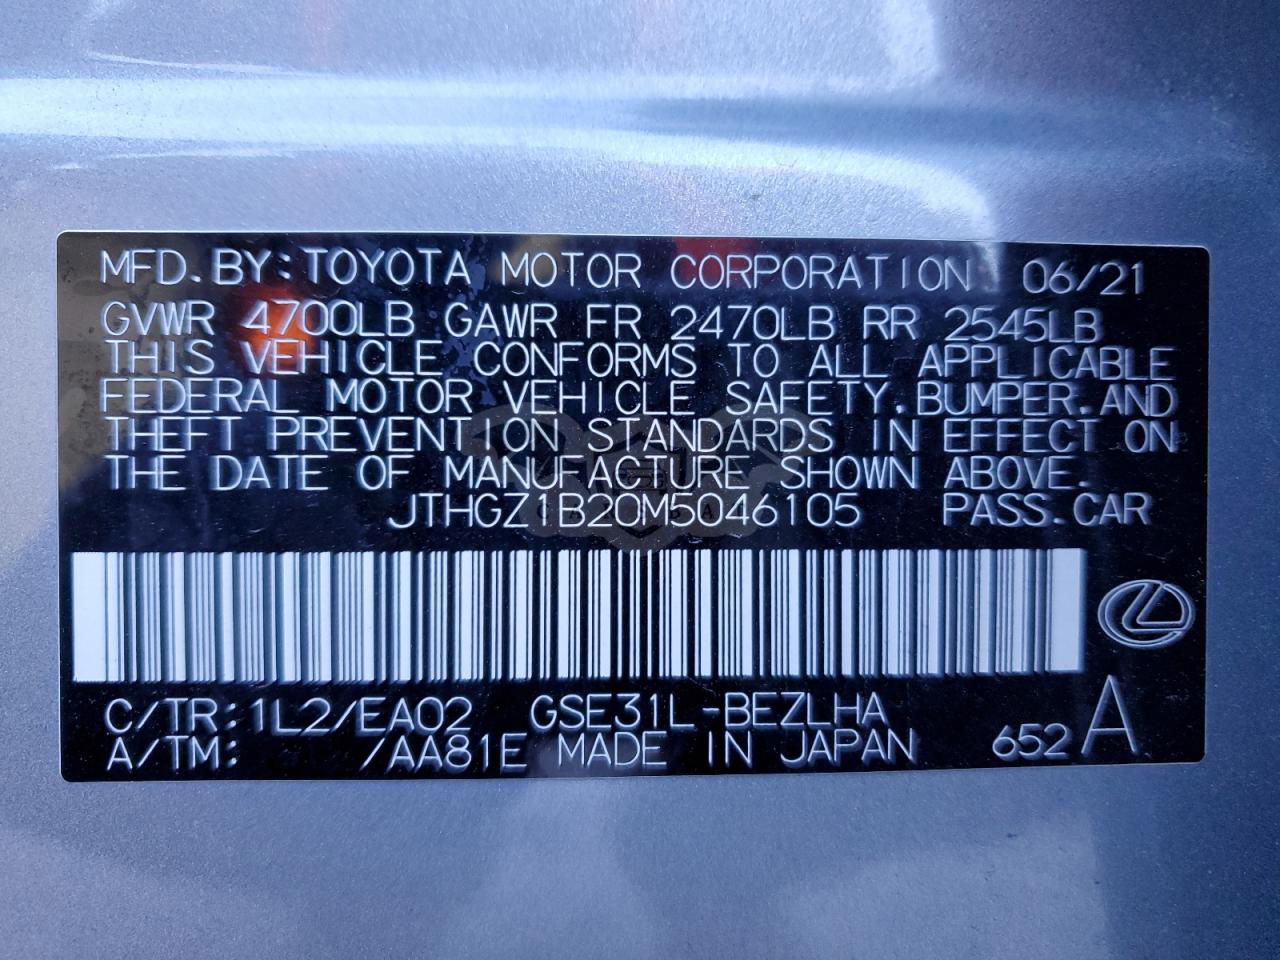 MFD.BY:TOYOTA MOTOR CORPORATION 06/21
GVWR 4700LB GAWR FR 2470LB RR 2545LB
THIS VEHICLE CONFORMS TO ALL APPLICABLE
FEDERAL MOTOR VEHICLE SAFETY.BUMPER.AND
THEFT PREVENTION STANDARDS IN EFFECT ON
THE DATE OF MANUFACTURE SHOWN ABOVE.
JTHGZ1B20M5046105 PASS.CAR
C/TR:1L2/EA02 GSE31L-BEZLHA
A/TM: /AA81E MADE IN JAPAN 652 A